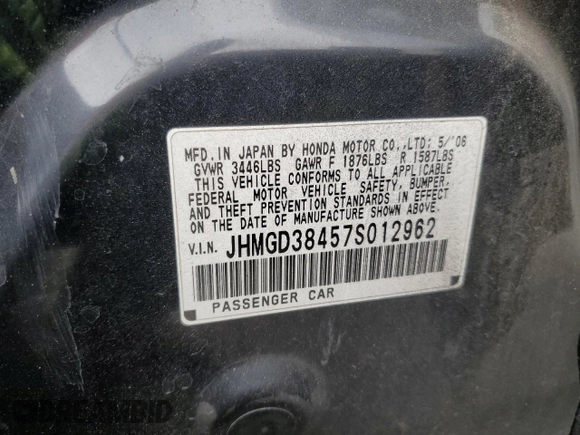 MFD. IN JAPAN BY HONDA MOTOR CO.,LTD: 5/'06
GVWR 3446LBS GAWR F 1876LBS R 1587LBS
THIS VEHICLE CONFORMS TO ALL APPLICABLE
FEDERAL MOTOR VEHICLE SAFETY, BUMPER,
AND THEFT PREVENTION STANDARDS IN EFFECT
ON THE DATE OF MANUFACTURE SHOWN ABOVE.
V.I.N. JHMGD38457S012962
PASSENGER CAR
DREAMBID